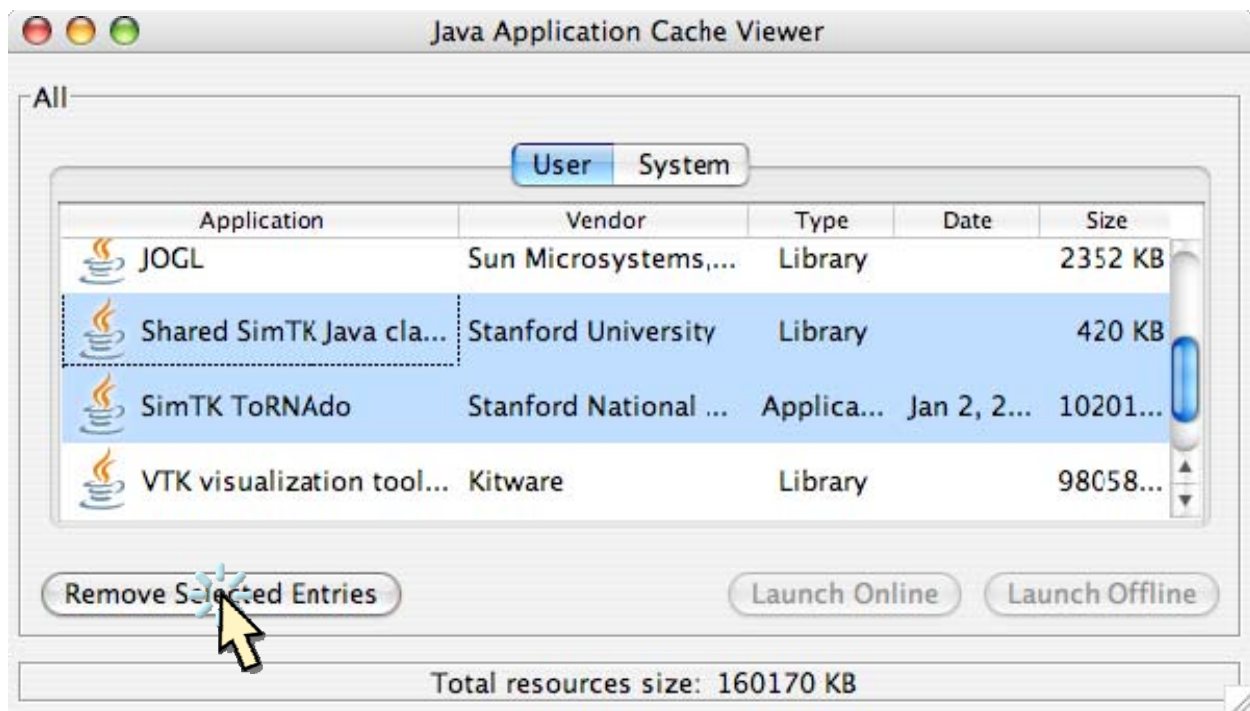 Java Application Cache Viewer
All
User System
Application Vendor Type Date Size
JOGL Sun Microsystems,... Library 2352 KB
Shared SimTK Java cla... Stanford University Library 420 KB
SimTK ToRNAdo Stanford National ... Applica... Jan 2, 2... 10201...
VTK visualization tool... Kitware Library 98058...
Remove Selected Entries Launch Online Launch Offline
Total resources size: 160170 KB